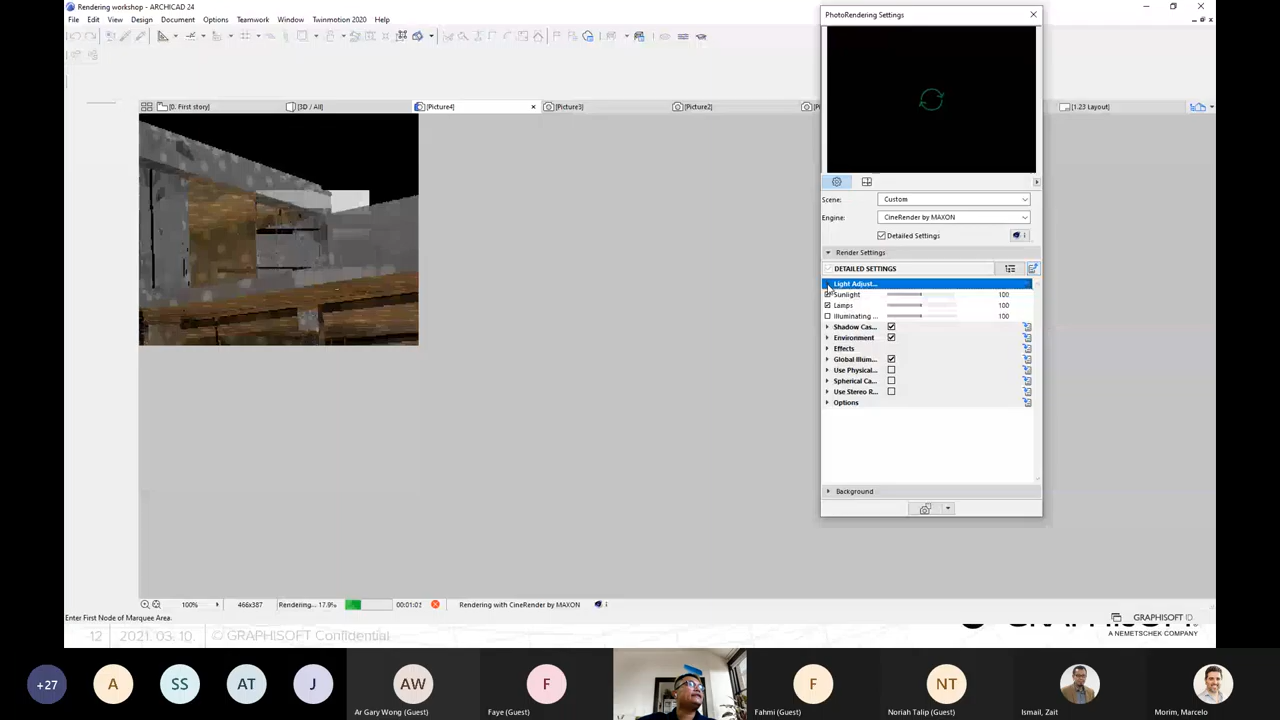 Rendering workshop - ARCHICAD 24
File Edit View Design Document Options Teamwork Window Twinmotion 2020 Help
[0. First story] [3D / All] [Picture4] [Picture3] [Picture2] [1.23 Layout]
PhotoRendering Settings
Scene: Custom
Engine: CineRender by MAXON
Detailed Settings
Render Settings
DETAILED SETTINGS
Light Adjust...
Sunlight 100
Lamps 100
Illuminating ... 100
Shadow Cas...
Environment
Effects
Global Illum...
Use Physical...
Spherical Ca...
Use Stereo R...
Options
Background
100% 466x387 Rendering... 17.9% Rendering with CineRender by MAXON
Enter First Node of Marquee Area.
GRAPHISOFT ID
12 2021. 03. 10. © GRAPHISOFT Confidential
A NEMETSCHEK COMPANY
+27 A SS AT J AW F F NT
Ar Gary Wong (Guest) Faye (Guest) Fahmi (Guest) Noriah Talip (Guest) Ismail, Zait Morim, Marcelo